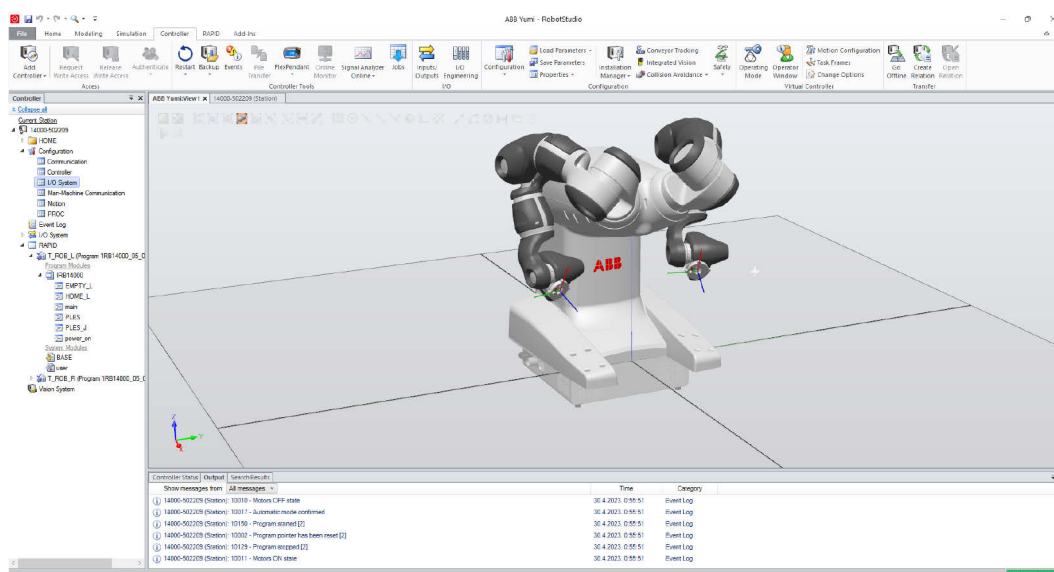 ABB Yumi - RobotStudio
File Home Modeling Simulation Controller RAPID Add-Ins
Add Controller Request Write Access Release Write Access Authenticate Restart Backup Events File Transfer FlexPendant Online Monitor Signal Analyzer Online Jobs Inputs/ Outputs I/O Engineering Configuration Load Parameters Save Parameters Properties Installation Manager Conveyor Tracking Integrated Vision Collision Avoidance Safety Operating Mode Operator Window Motion Configuration Task Frames Change Options Go Offline Create Relation Open Relation
Access Controller Tools I/O Configuration Virtual Controller Transfer
Controller
ABB Yumi:View1 14000-502209 (Station)
Collapse all
Current Station
14000-502209
HOME
Configuration
Communication
Controller
I/O System
Man-Machine Communication
Motion
PROC
Event Log
I/O System
RAPID
T_ROB_L (Program 'IRB14000_05_0
Program Modules
IRB14000
EMPTY_L
HOME_L
main
PLES
PLES_J
power_on
System Modules
BASE
user
T_ROB_R (Program 'IRB14000_05_0
Vision System
ABB
Z
Y
X
Controller Status Output Search Results
Show messages from All messages Time Category
14000-502209 (Station): 10010 - Motors OFF state 30.4.2023. 0:55:51 Event Log
14000-502209 (Station): 10017 - Automatic mode confirmed 30.4.2023. 0:55:51 Event Log
14000-502209 (Station): 10150 - Program started [2] 30.4.2023. 0:55:51 Event Log
14000-502209 (Station): 10002 - Program pointer has been reset [2] 30.4.2023. 0:55:51 Event Log
14000-502209 (Station): 10129 - Program stopped [2] 30.4.2023. 0:55:51 Event Log
14000-502209 (Station): 10011 - Motors ON state 30.4.2023. 0:55:51 Event Log